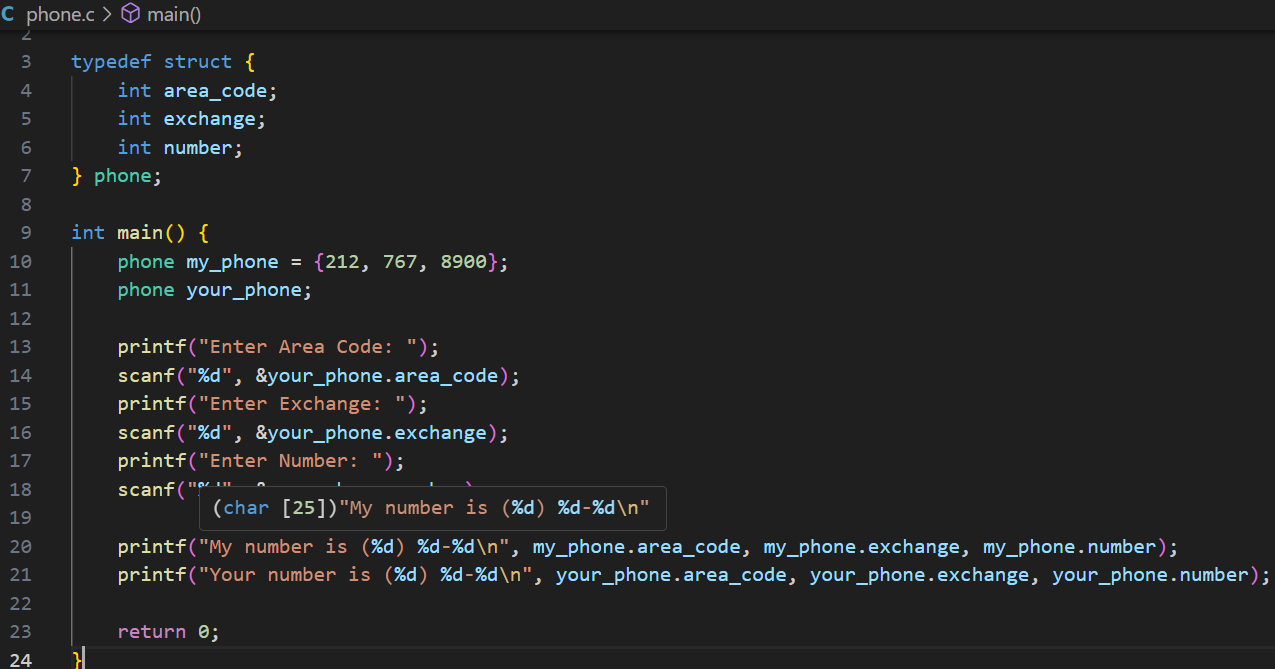 C phone.c > main()
2
3 typedef struct {
4     int area_code;
5     int exchange;
6     int number;
7 } phone;
8
9 int main() {
10     phone my_phone = {212, 767, 8900};
11     phone your_phone;
12
13     printf("Enter Area Code: ");
14     scanf("%d", &your_phone.area_code);
15     printf("Enter Exchange: ");
16     scanf("%d", &your_phone.exchange);
17     printf("Enter Number: ");
18     scanf("
(char [25])"My number is (%d) %d-%d\n"
19
20     printf("My number is (%d) %d-%d\n", my_phone.area_code, my_phone.exchange, my_phone.number);
21     printf("Your number is (%d) %d-%d\n", your_phone.area_code, your_phone.exchange, your_phone.number);
22
23     return 0;
24 }